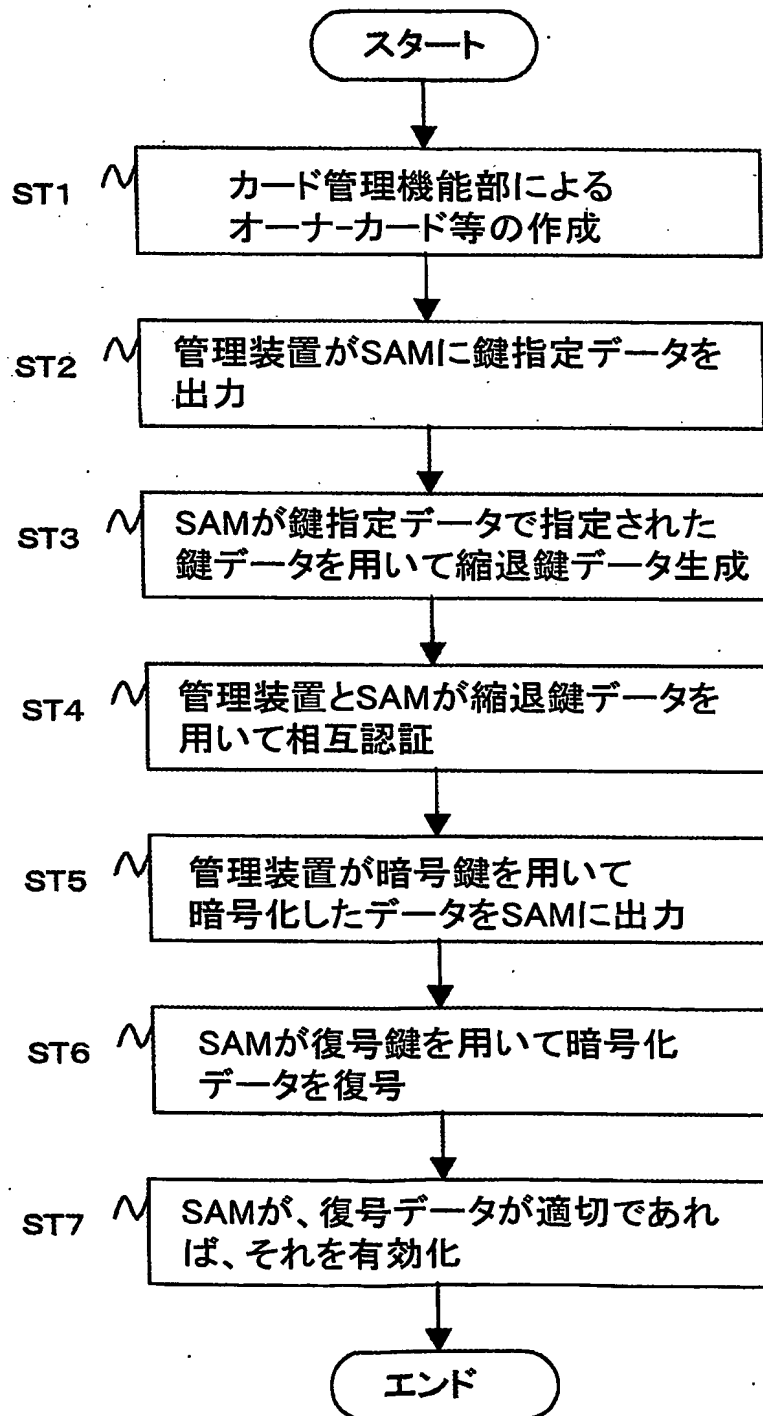 スタート
ST1
カード管理機能部による
オーナーカード等の作成
ST2
管理装置がSAMに鍵指定データを
出力
ST3
SAMが鍵指定データで指定された
鍵データを用いて縮退鍵データ生成
ST4
管理装置とSAMが縮退鍵データを
用いて相互認証
ST5
管理装置が暗号鍵を用いて
暗号化したデータをSAMに出力
ST6
SAMが復号鍵を用いて暗号化
データを復号
ST7
SAMが、復号データが適切であれ
ば、それを有効化
エンド